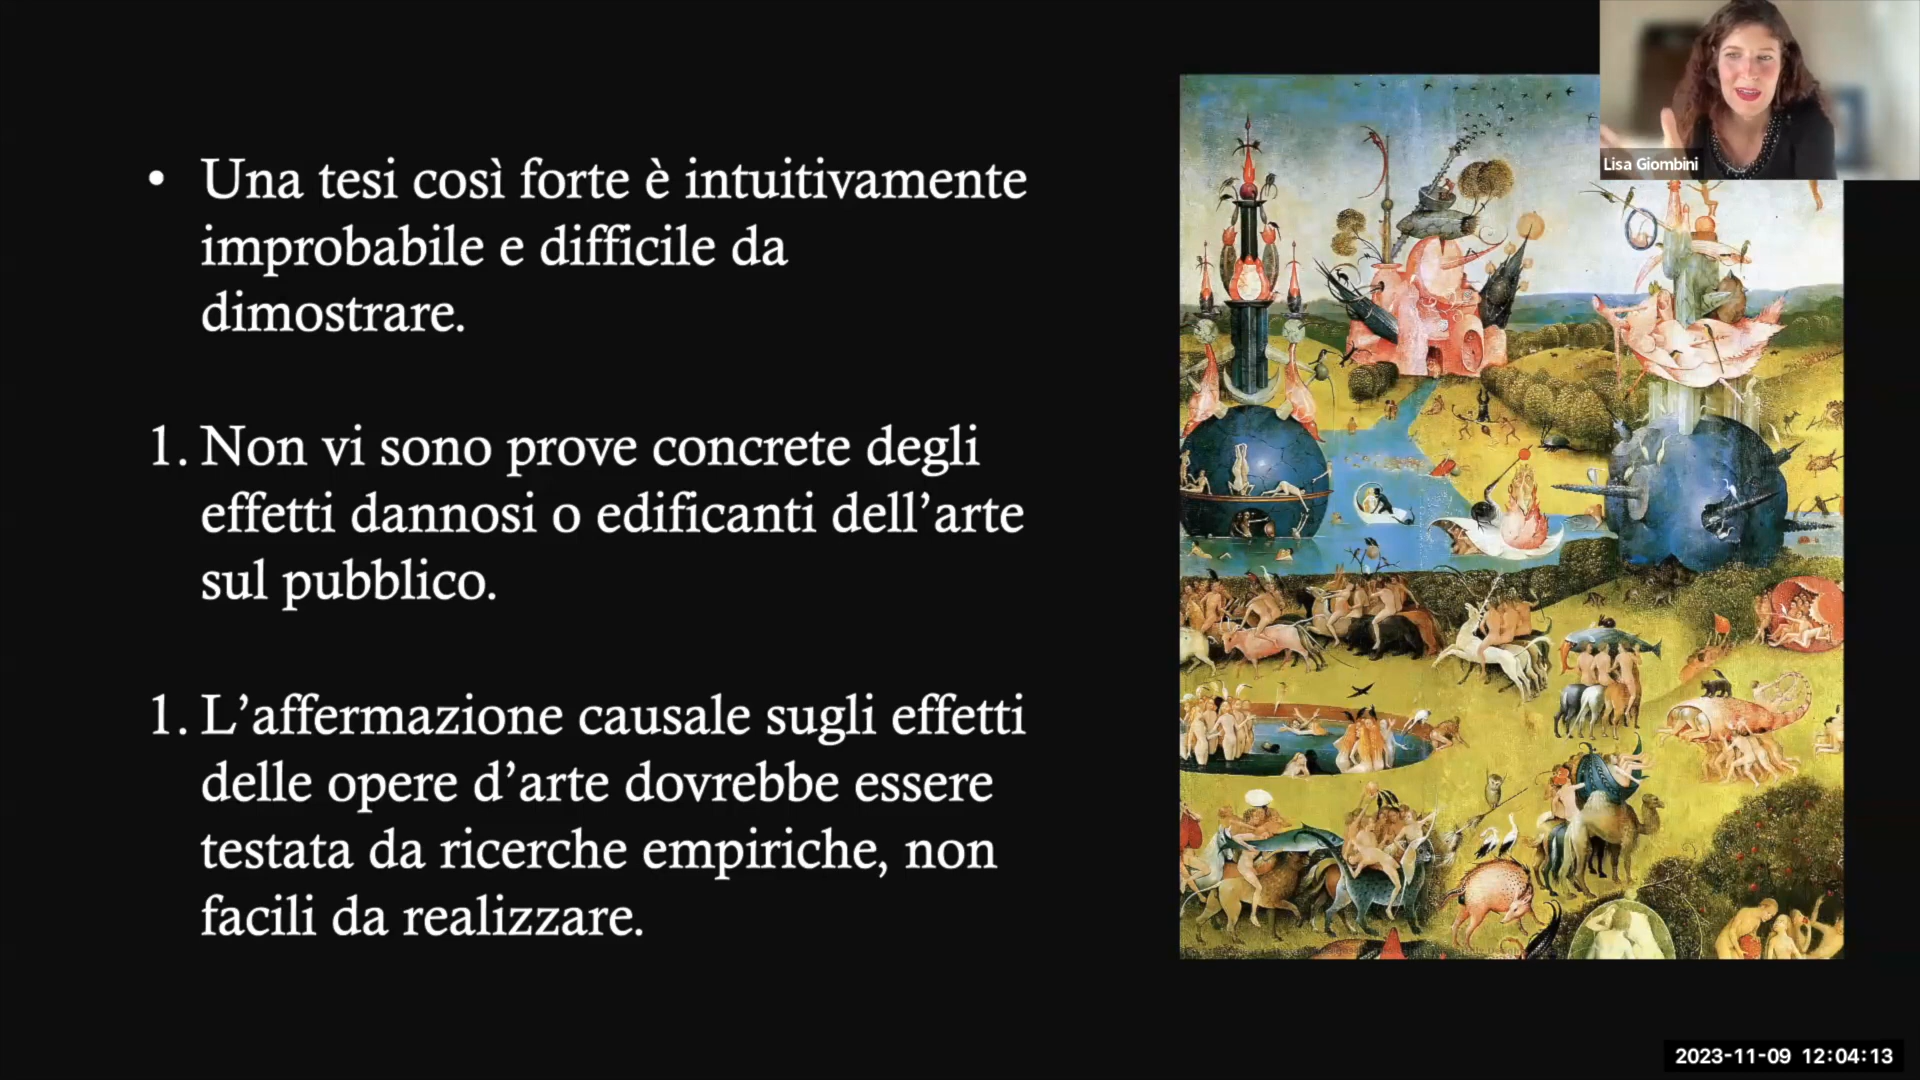 • Una tesi così forte è intuitivamente
improbabile e difficile da
dimostrare.
1. Non vi sono prove concrete degli
effetti dannosi o edificanti dell’arte
sul pubblico.
1. L’affermazione causale sugli effetti
delle opere d’arte dovrebbe essere
testata da ricerche empiriche, non
facili da realizzare.
Lisa Giombini
2023-11-09 12:04:13